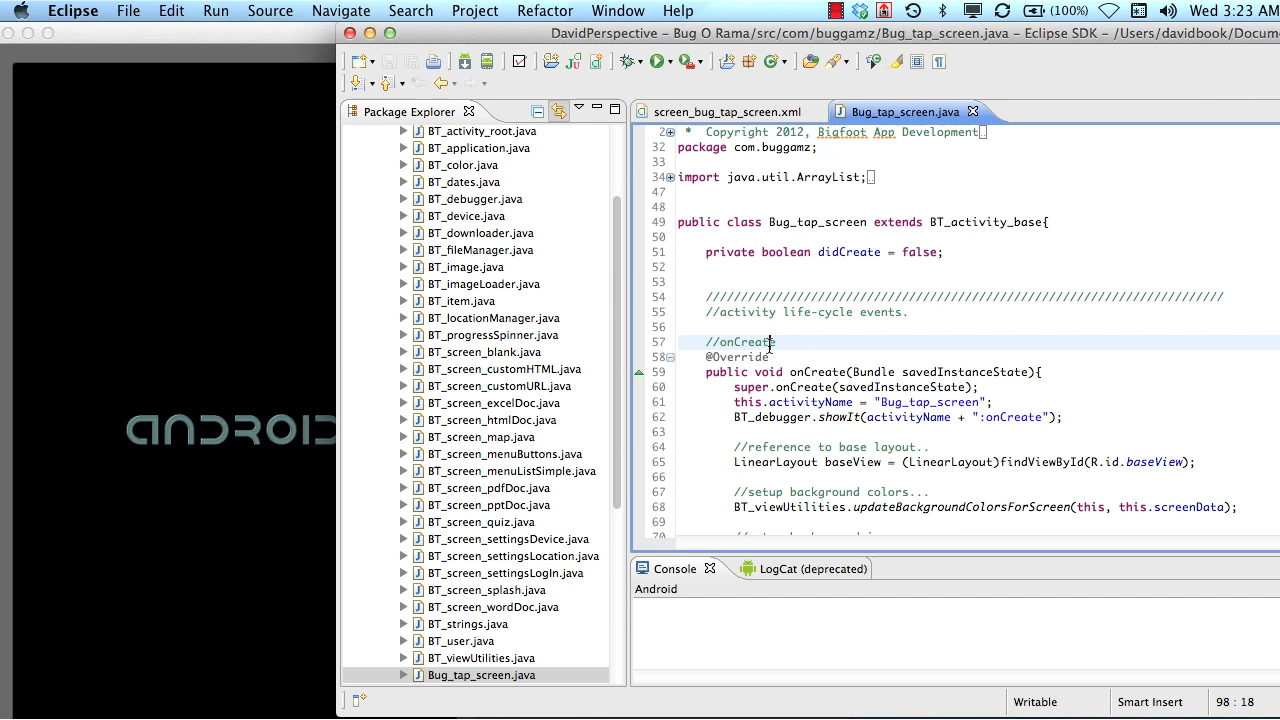 Eclipse File Edit Run Source Navigate Search Project Refactor Window Help (100%) Wed 3:23 AM
DavidPerspective - Bug O Rama/src/com/buggamz/Bug_tap_screen.java - Eclipse SDK - /Users/davidbook/Docum
Package Explorer
BT_activity_root.java
BT_application.java
BT_color.java
BT_dates.java
BT_debugger.java
BT_device.java
BT_downloader.java
BT_fileManager.java
BT_image.java
BT_imageLoader.java
BT_item.java
BT_locationManager.java
BT_progressSpinner.java
BT_screen_blank.java
BT_screen_customHTML.java
BT_screen_customURL.java
BT_screen_excelDoc.java
BT_screen_htmlDoc.java
BT_screen_map.java
BT_screen_menuButtons.java
BT_screen_menuListSimple.java
BT_screen_pdfDoc.java
BT_screen_pptDoc.java
BT_screen_quiz.java
BT_screen_settingsDevice.java
BT_screen_settingsLocation.java
BT_screen_settingsLogIn.java
BT_screen_splash.java
BT_screen_wordDoc.java
BT_strings.java
BT_user.java
BT_viewUtilities.java
Bug_tap_screen.java
screen_bug_tap_screen.xml Bug_tap_screen.java
2 * Copyright 2012, Bigfoot App Development
32 package com.buggamz;
33
34 import java.util.ArrayList;
47
48
49 public class Bug_tap_screen extends BT_activity_base{
50
51 private boolean didCreate = false;
52
53
54 //////////////////////////////////////////////////////////////////////////
55 //activity life-cycle events.
56
57 //onCreate
58 @Override
59 public void onCreate(Bundle savedInstanceState){
60 super.onCreate(savedInstanceState);
61 this.activityName = "Bug_tap_screen";
62 BT_debugger.showIt(activityName + ":onCreate");
63
64 //reference to base layout..
65 LinearLayout baseView = (LinearLayout)findViewById(R.id.baseView);
66
67 //setup background colors...
68 BT_viewUtilities.updateBackgroundColorsForScreen(this, this.screenData);
69
70
Console LogCat (deprecated)
Android
Writable Smart Insert 98 : 18
ANDROID